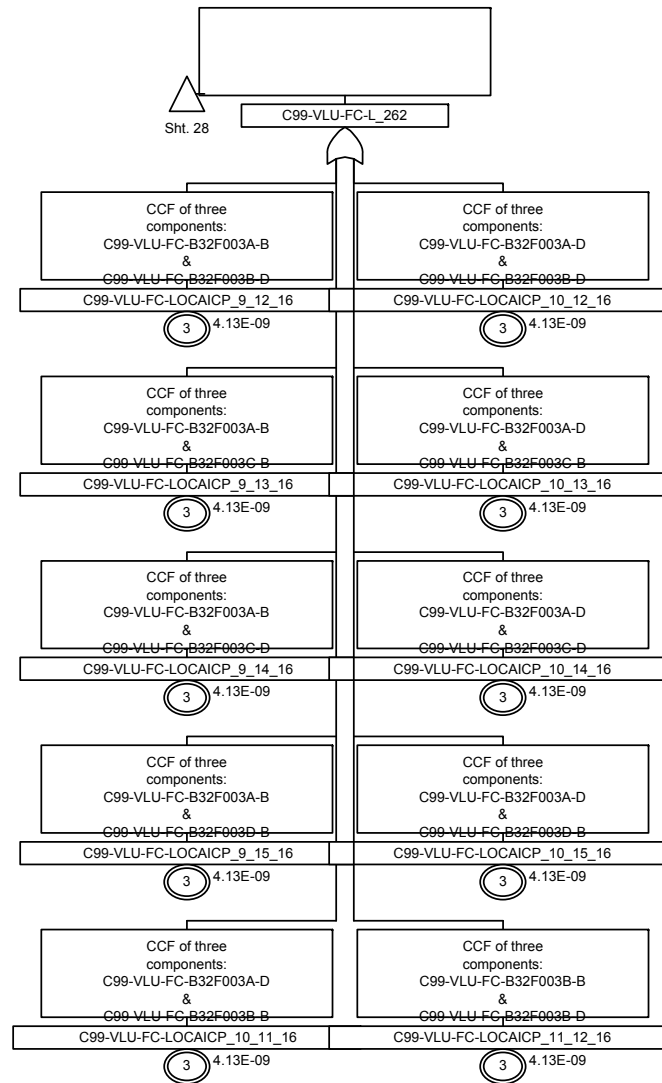 Sht. 28
C99-VLU-FC-L_262
CCF of three
components:
C99-VLU-FC-B32F003A-B
&
C99-VLU-FC-B32F003B-D
C99-VLU-FC-LOCAICP_9_12_16
3
4.13E-09
CCF of three
components:
C99-VLU-FC-B32F003A-D
&
C99-VLU-FC-B32F003B-D
C99-VLU-FC-LOCAICP_10_12_16
3
4.13E-09
CCF of three
components:
C99-VLU-FC-B32F003A-B
&
C99-VLU-FC-B32F003C-B
C99-VLU-FC-LOCAICP_9_13_16
3
4.13E-09
CCF of three
components:
C99-VLU-FC-B32F003A-D
&
C99-VLU-FC-B32F003C-B
C99-VLU-FC-LOCAICP_10_13_16
3
4.13E-09
CCF of three
components:
C99-VLU-FC-B32F003A-B
&
C99-VLU-FC-B32F003C-D
C99-VLU-FC-LOCAICP_9_14_16
3
4.13E-09
CCF of three
components:
C99-VLU-FC-B32F003A-D
&
C99-VLU-FC-B32F003C-D
C99-VLU-FC-LOCAICP_10_14_16
3
4.13E-09
CCF of three
components:
C99-VLU-FC-B32F003A-B
&
C99-VLU-FC-B32F003D-B
C99-VLU-FC-LOCAICP_9_15_16
3
4.13E-09
CCF of three
components:
C99-VLU-FC-B32F003A-D
&
C99-VLU-FC-B32F003D-B
C99-VLU-FC-LOCAICP_10_15_16
3
4.13E-09
CCF of three
components:
C99-VLU-FC-B32F003A-D
&
C99-VLU-FC-B32F003B-B
C99-VLU-FC-LOCAICP_10_11_16
3
4.13E-09
CCF of three
components:
C99-VLU-FC-B32F003B-B
&
C99-VLU-FC-B32F003B-D
C99-VLU-FC-LOCAICP_11_12_16
3
4.13E-09